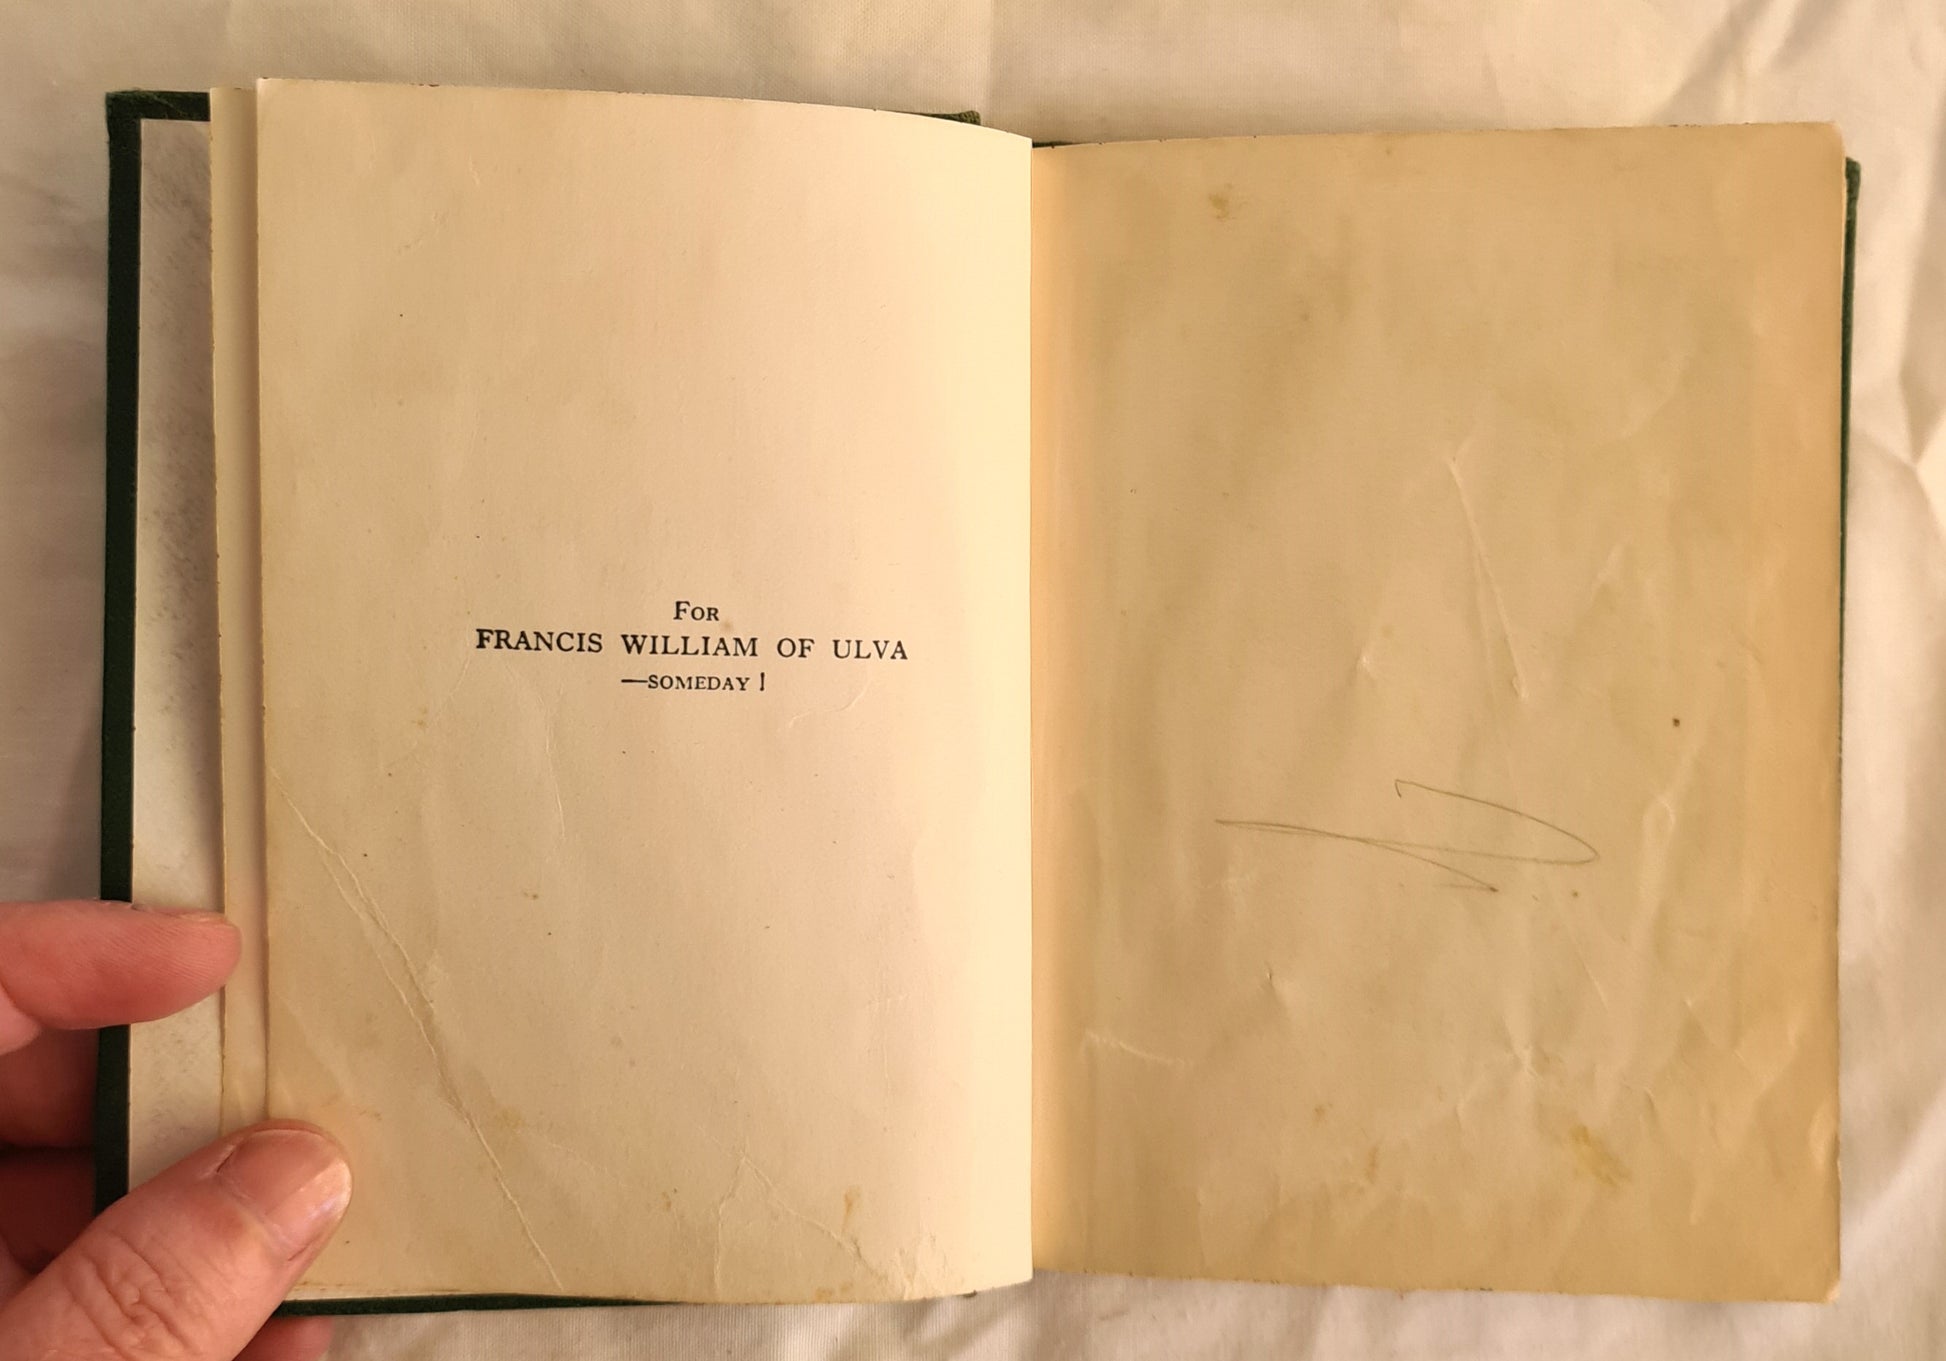 For
FRANCIS WILLIAM OF ULVA
—SOMEDAY !